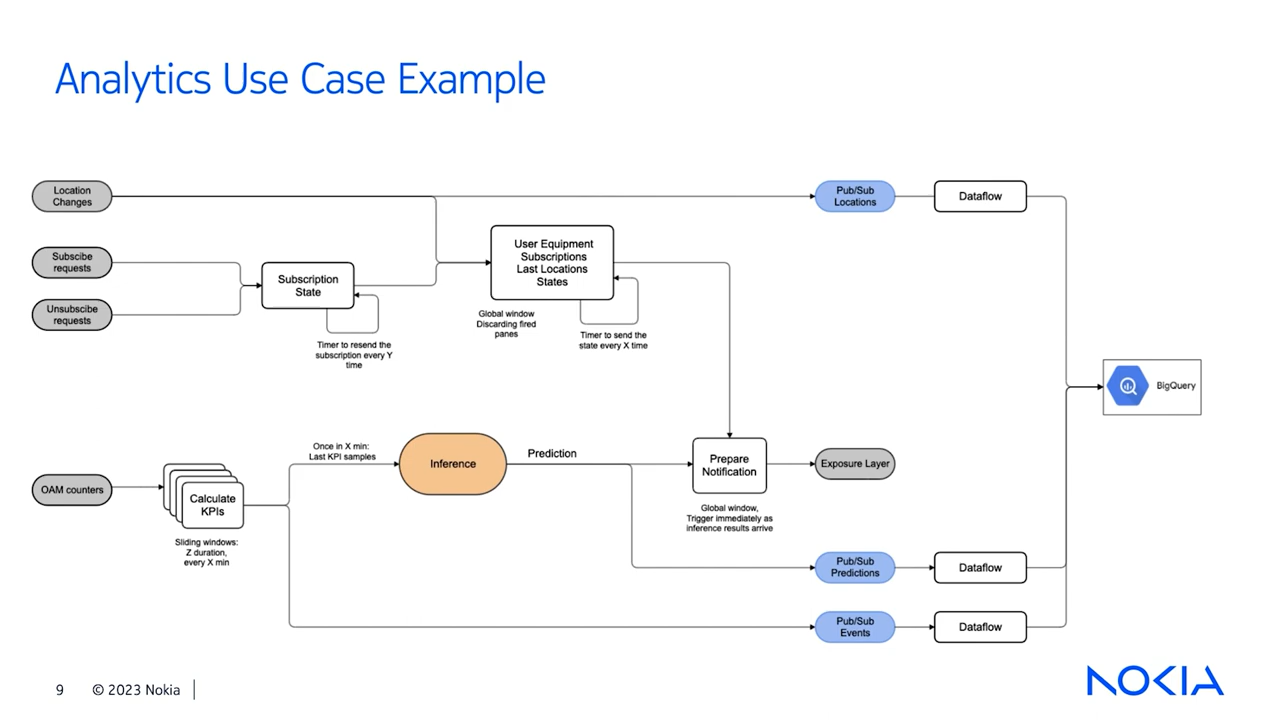 Analytics Use Case Example
Location
Changes
Pub/Sub
Locations
Dataflow
Subscibe
requests
User Equipment
Subscriptions
Last Locations
States
Subscription
State
Unsubscibe
requests
Global window
Discarding fired
panes
Timer to send the
state every X time
Timer to resend the
subscription every Y
time
BigQuery
Once in X min:
Last KPI samples
Inference
Prediction
Prepare
Notification
Exposure Layer
OAM counters
Calculate
KPIs
Global window,
Trigger immediately as
inference results arrive
Sliding windows:
Z duration,
every X min
Pub/Sub
Predictions
Dataflow
Pub/Sub
Events
Dataflow
9 © 2023 Nokia
NOKIA